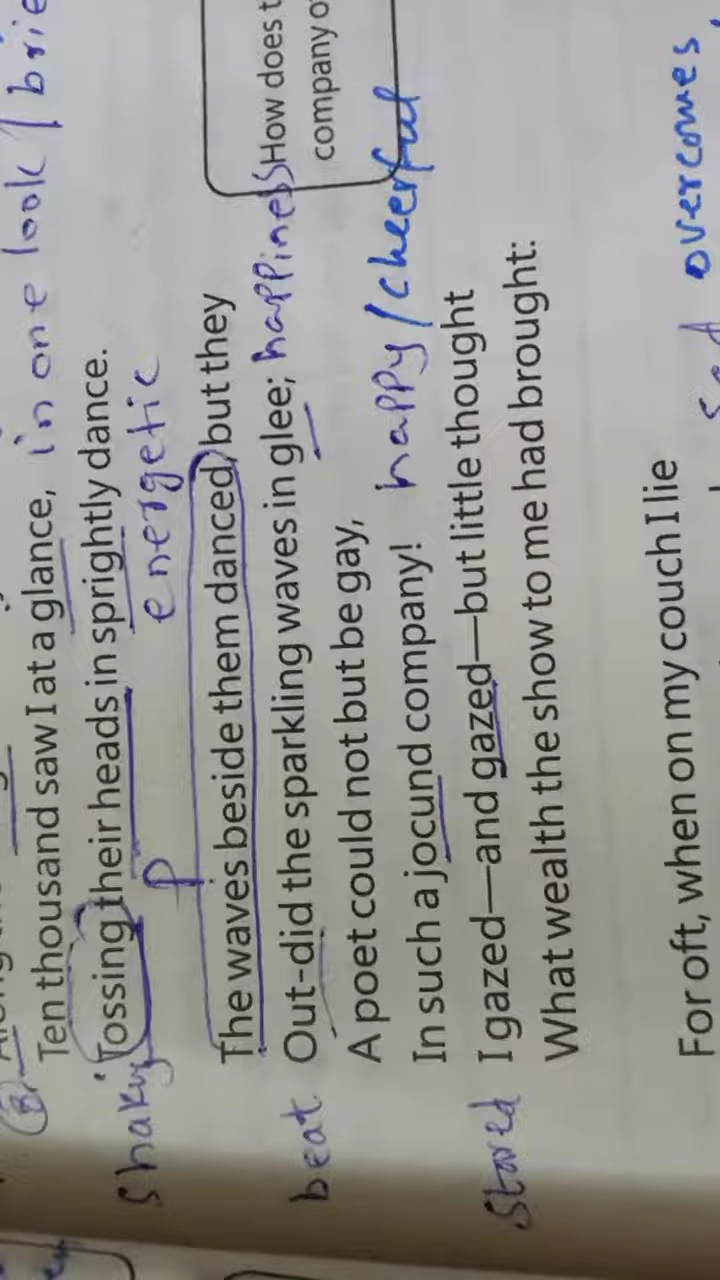 in one look / brie
Ten thousand saw I at a glance,
Tossing their heads in sprightly dance.
shaky
energetic
P
The waves beside them danced, but they
beat Out-did the sparkling waves in glee; happiness
How does t
company o
A poet could not but be gay,
In such a jocund company! happy/cheerful
stared I gazed—and gazed—but little thought
What wealth the show to me had brought:
overcomes
For oft, when on my couch I lie